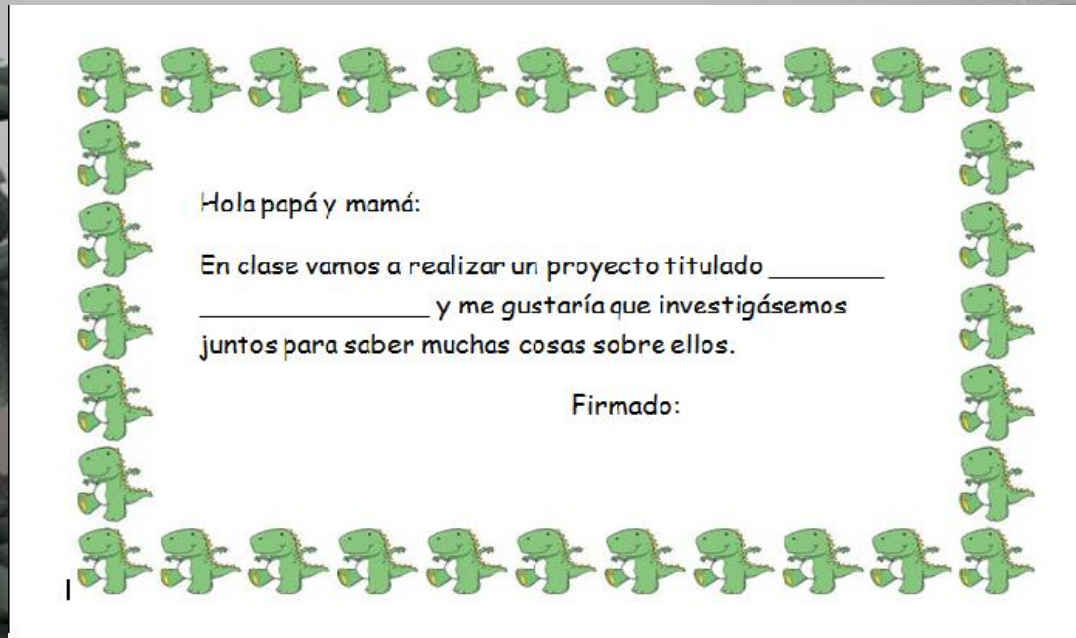 Hola papá y mamá:
En clase vamos a realizar un proyecto titulado ________
________________ y me gustaría que investigásemos
juntos para saber muchas cosas sobre ellos.
Firmado: